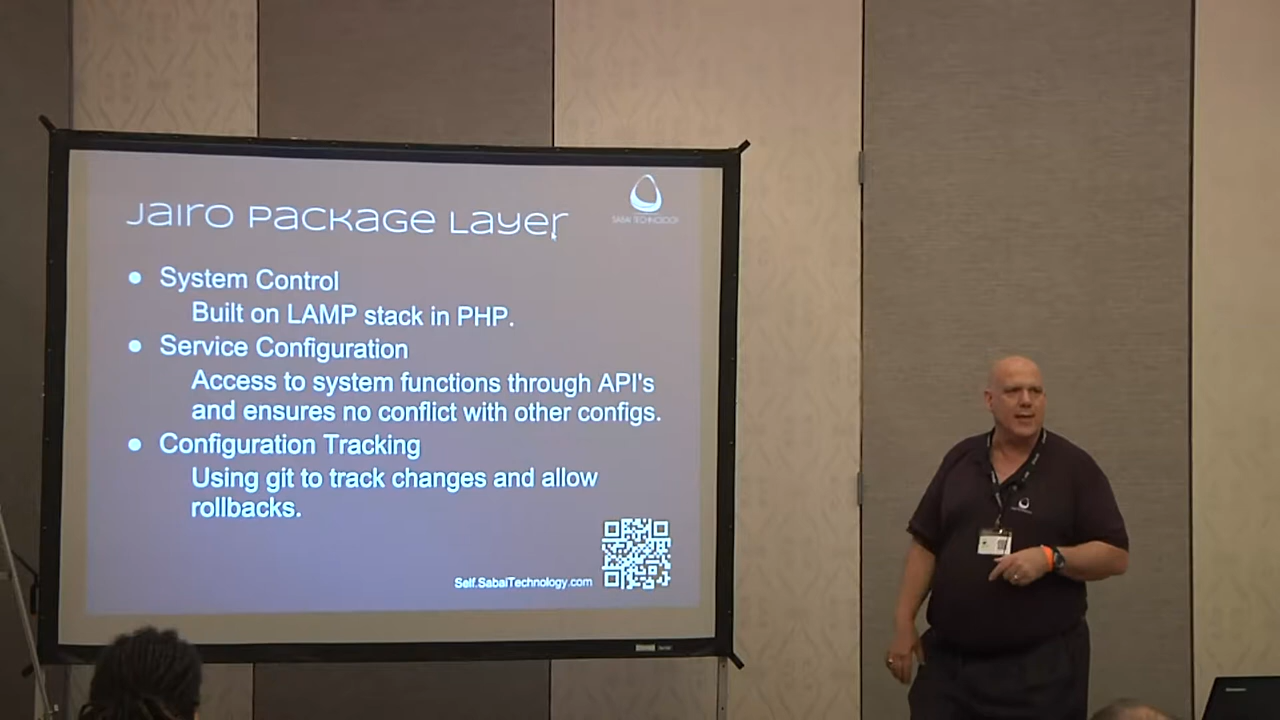 Jairo Package Layer
SABAI TECHNOLOGY
● System Control
Built on LAMP stack in PHP.
● Service Configuration
Access to system functions through API's
and ensures no conflict with other configs.
● Configuration Tracking
Using git to track changes and allow
rollbacks.
Self.SabaiTechnology.com